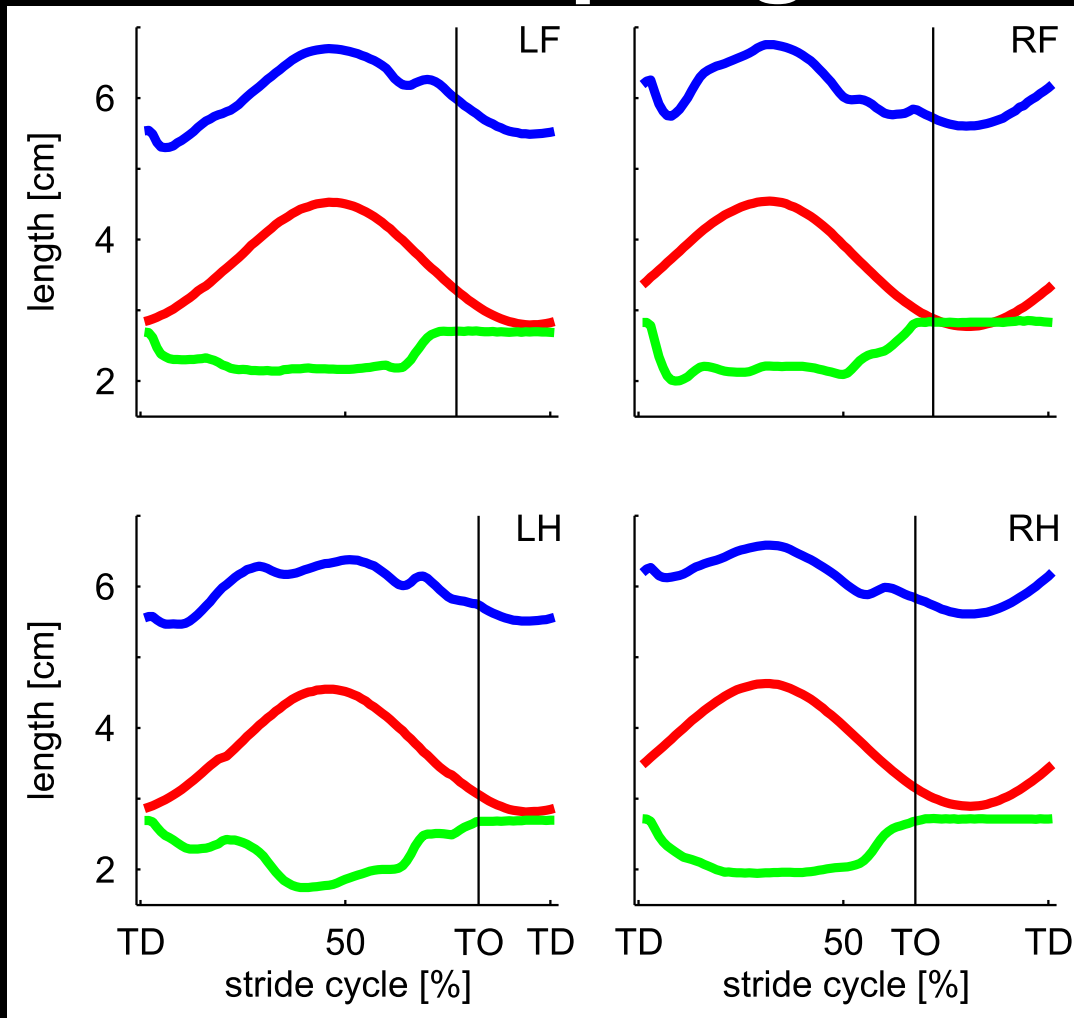 LF
RF
length [cm]
6
4
2
LH
RH
length [cm]
6
4
2
TD 50 TO TD
TD 50 TO TD
stride cycle [%]
stride cycle [%]